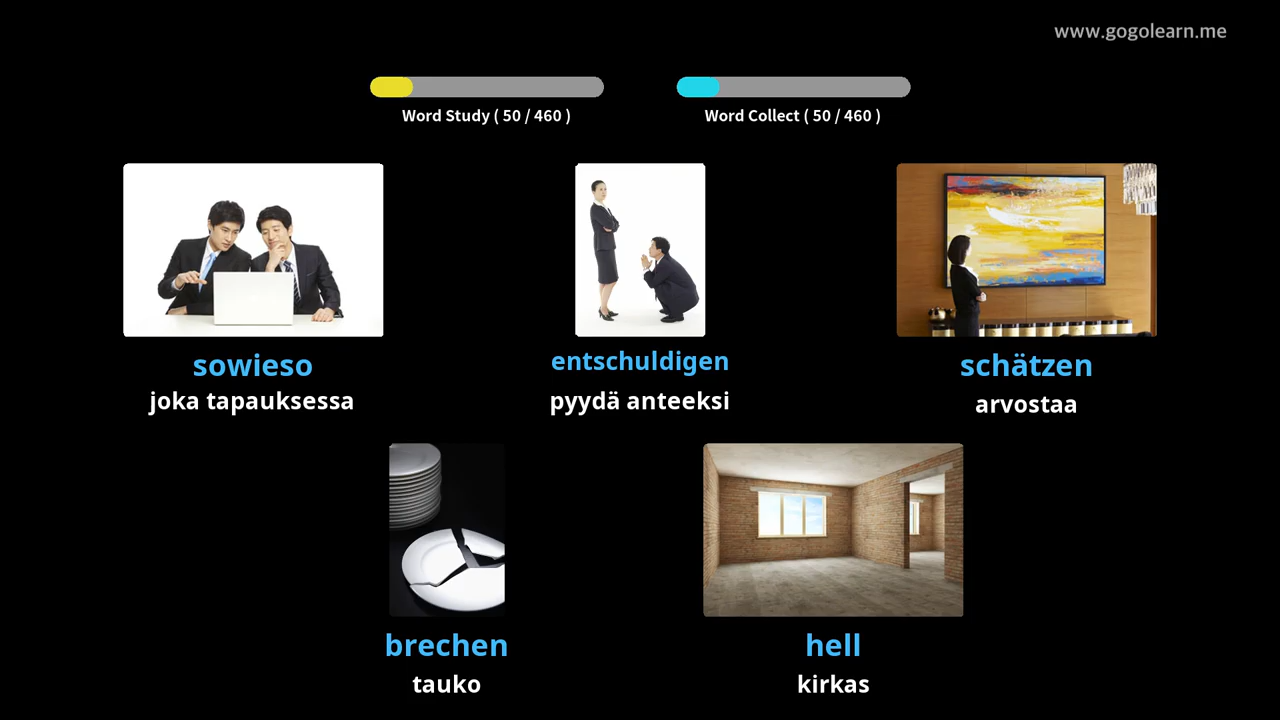 www.gogolearn.me
Word Study ( 50 / 460 )
Word Collect ( 50 / 460 )
sowieso
joka tapauksessa
entschuldigen
pyydä anteeksi
schätzen
arvostaa
brechen
tauko
hell
kirkas